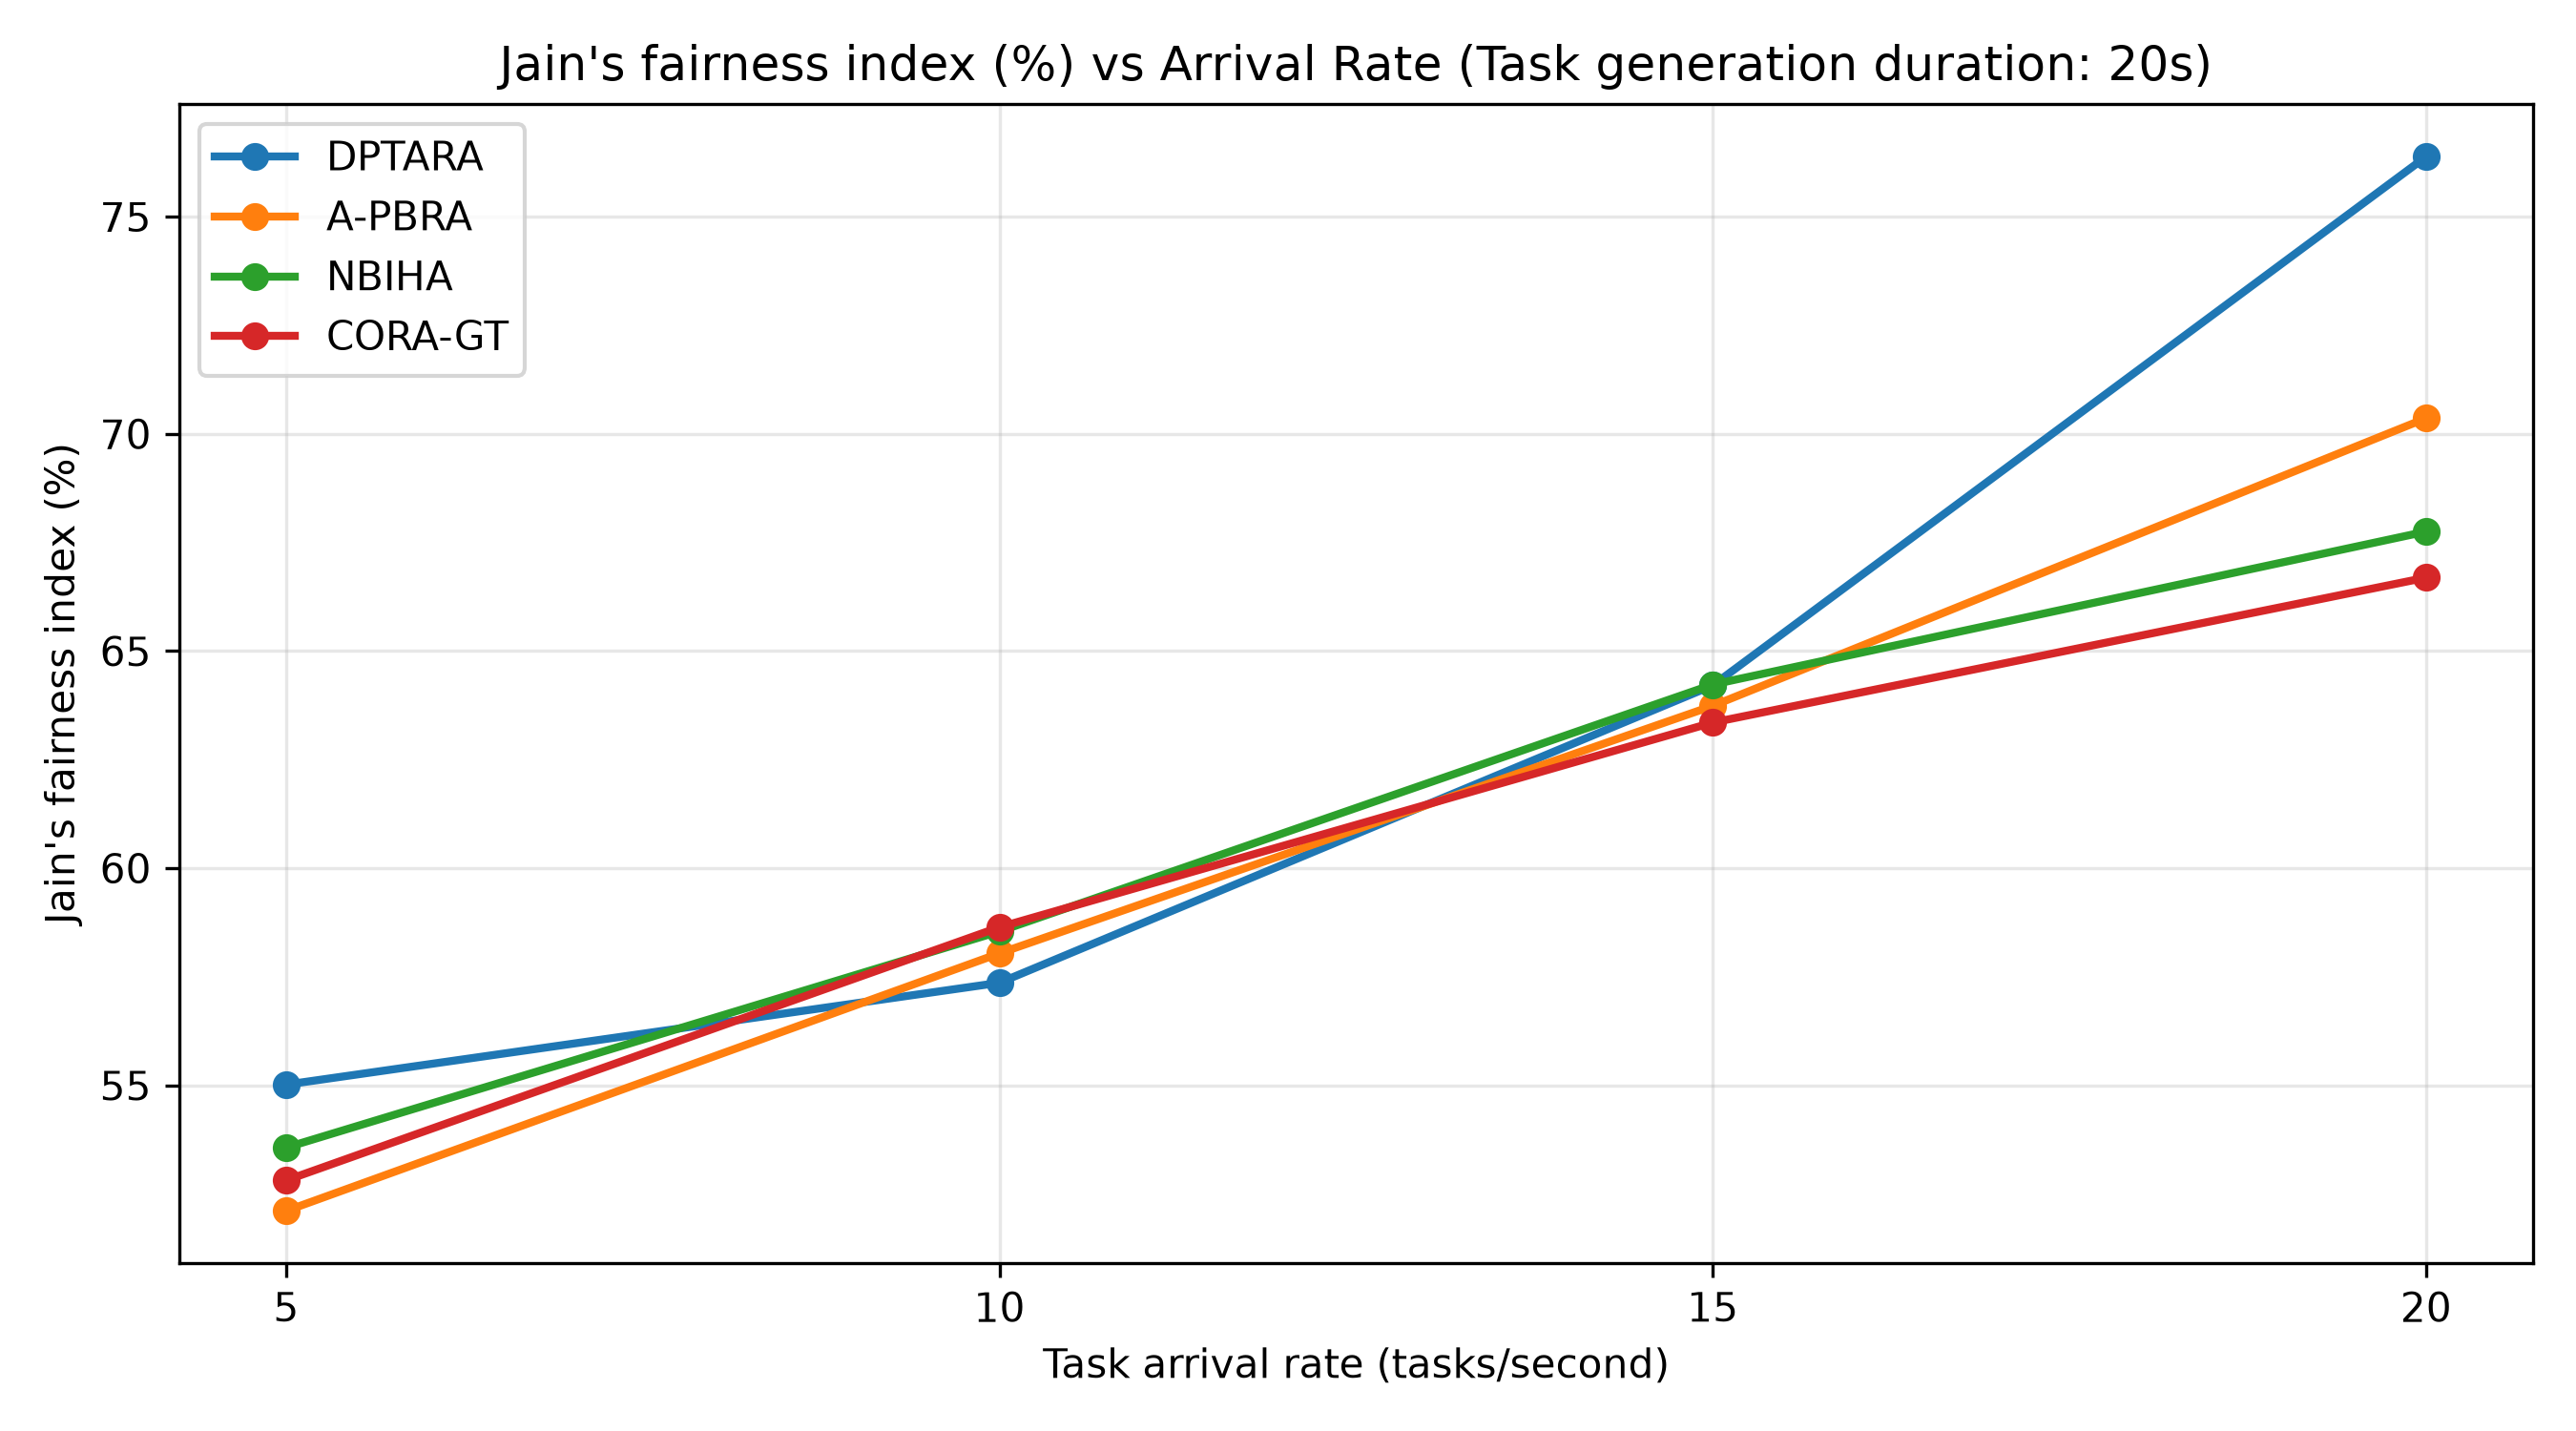 Jain's fairness index (%) vs Arrival Rate (Task generation duration: 20s)
DPTARA
A-PBRA
NBIHA
CORA-GT
Jain's fairness index (%)
75
70
65
60
55
5 10 15 20
Task arrival rate (tasks/second)